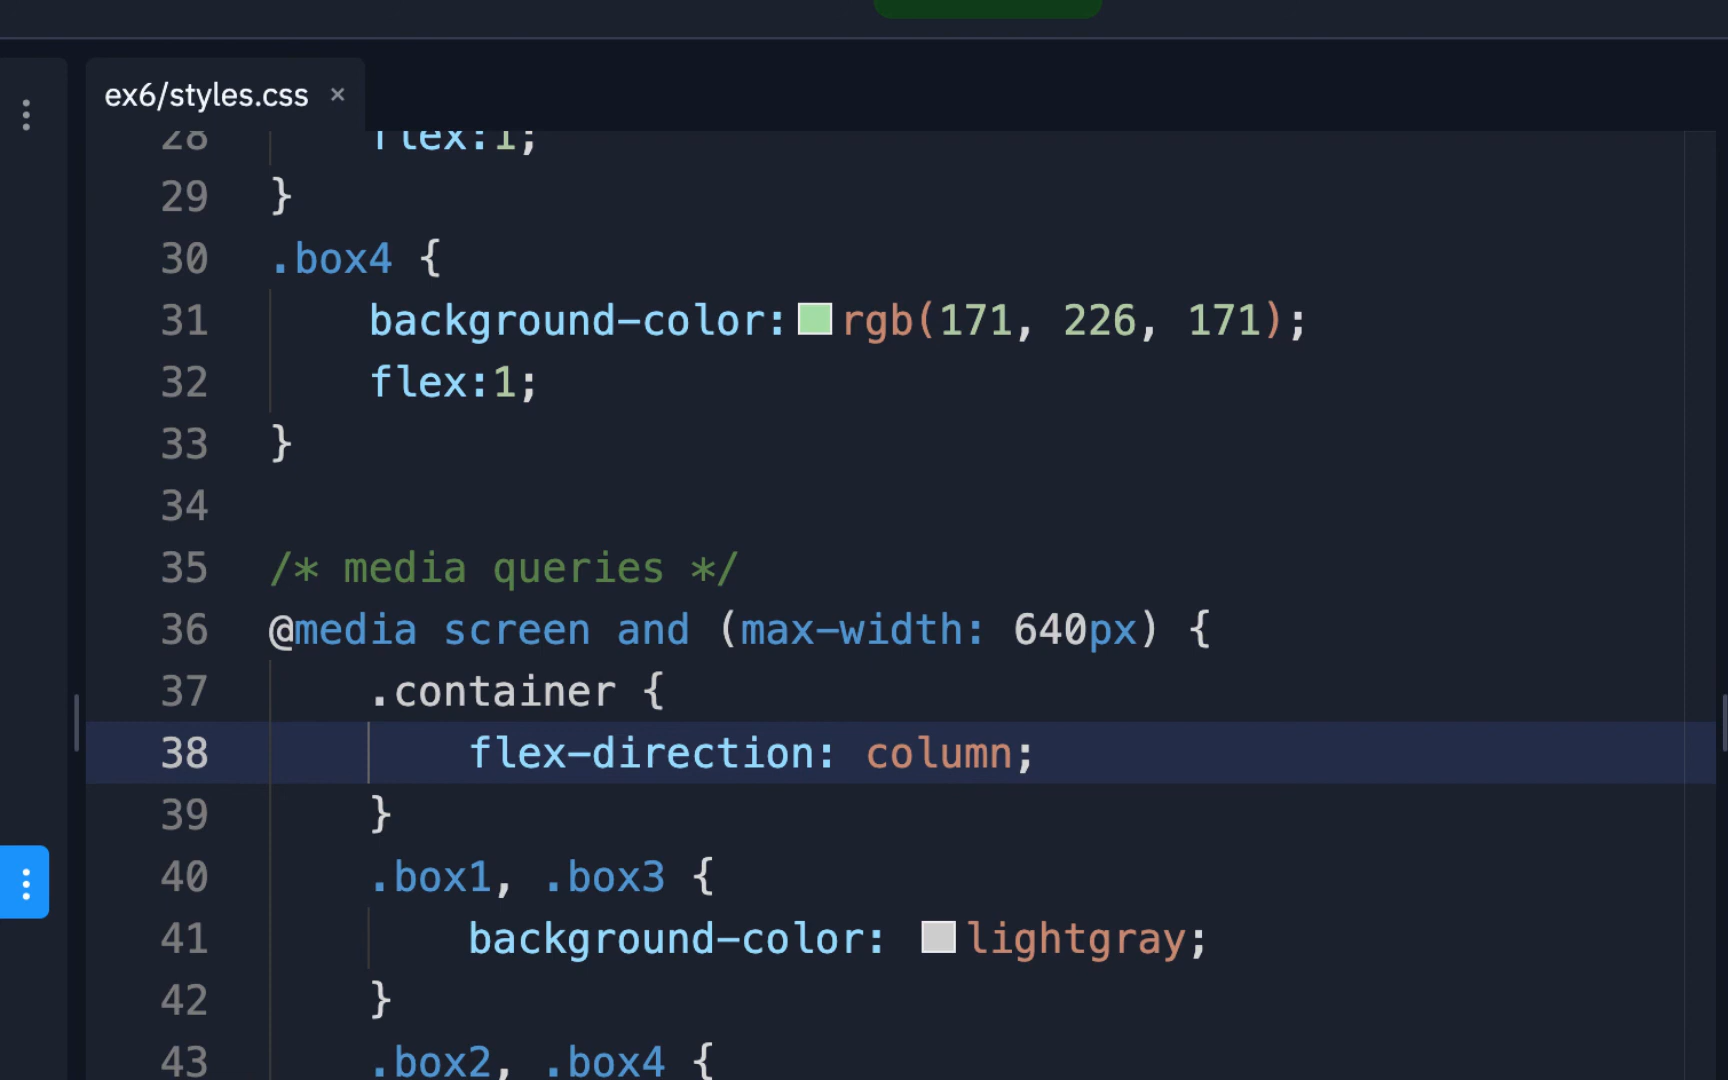 ex6/styles.css ×
28 flex:1;
29 }
30 .box4 {
31 background-color:rgb(171, 226, 171);
32 flex:1;
33 }
34
35 /* media queries */
36 @media screen and (max-width: 640px) {
37 .container {
38 flex-direction: column;
39 }
40 .box1, .box3 {
41 background-color: lightgray;
42 }
43 .box2, .box4 {